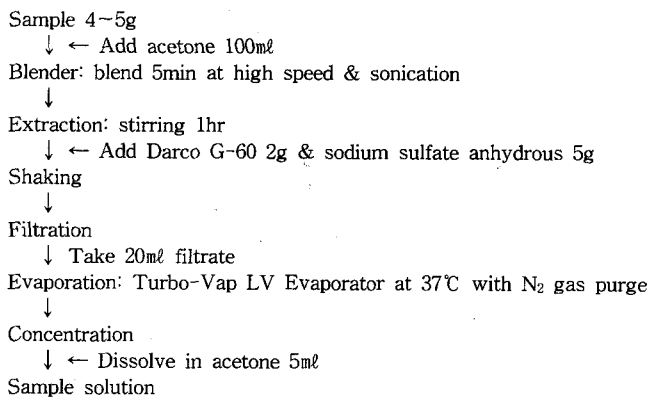 Sample 4~5g
↓ ← Add acetone 100㎖
Blender: blend 5min at high speed & sonication
↓
Extraction: stirring 1hr
↓ ← Add Darco G-60 2g & sodium sulfate anhydrous 5g
Shaking
↓
Filtration
↓ Take 20㎖ filtrate
Evaporation: Turbo-Vap LV Evaporator at 37℃ with N₂ gas purge
↓
Concentration
↓ ← Dissolve in acetone 5㎖
Sample solution